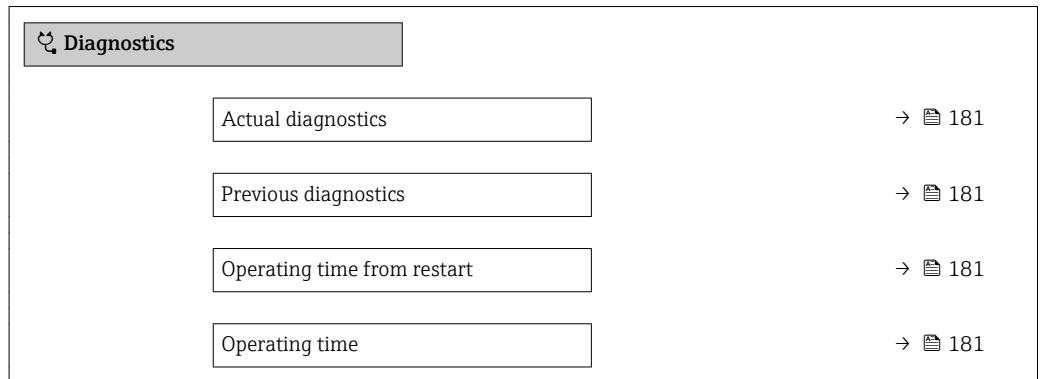 Diagnostics
Actual diagnostics → 181
Previous diagnostics → 181
Operating time from restart → 181
Operating time → 181